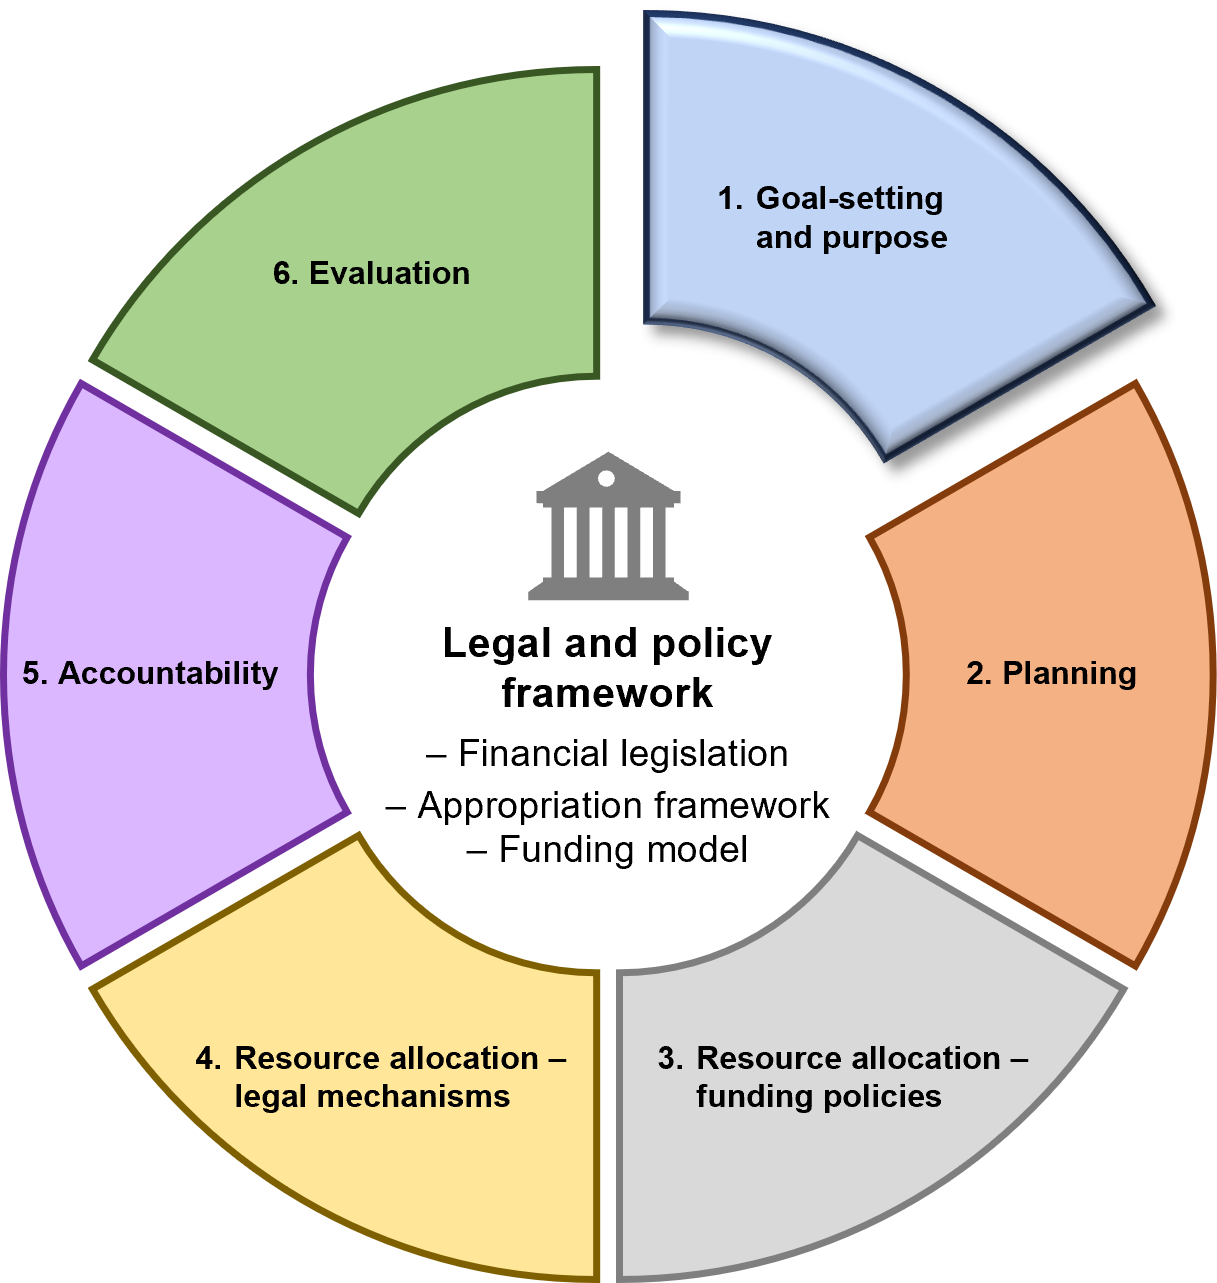 1. Goal-setting
and purpose
2. Planning
3. Resource allocation –
funding policies
4. Resource allocation –
legal mechanisms
5. Accountability
6. Evaluation
Legal and policy
framework
– Financial legislation
– Appropriation framework
– Funding model